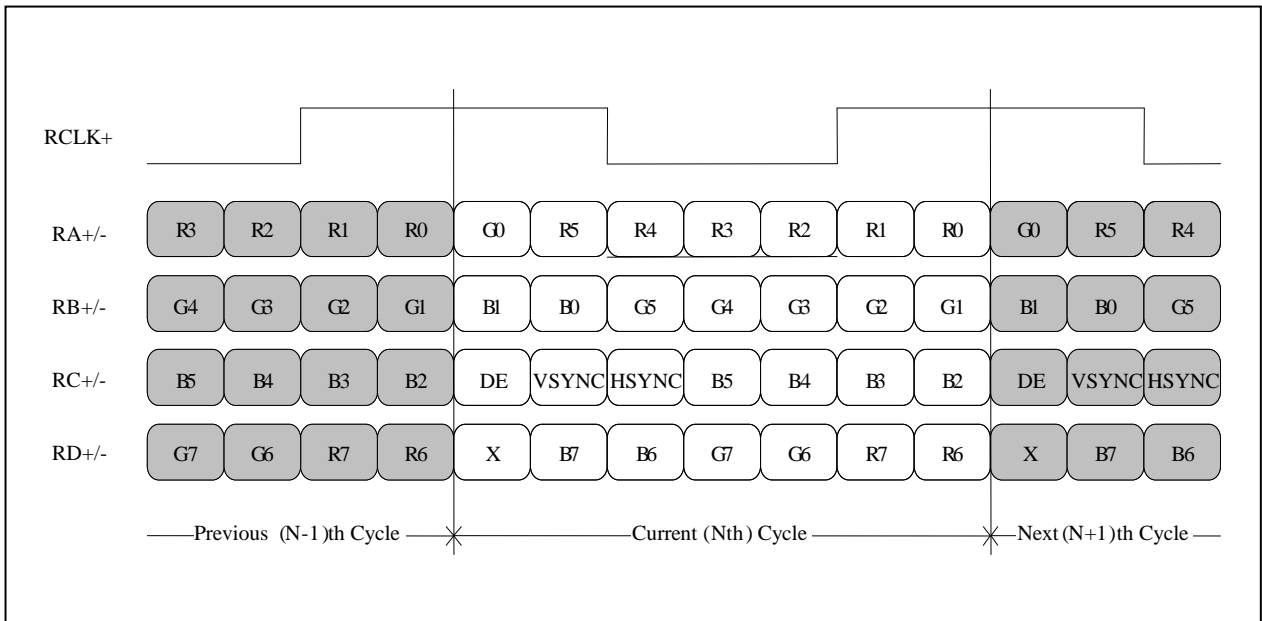 RCLK+
RA+/- R3 R2 R1 R0 G0 R5 R4 R3 R2 R1 R0 G0 R5 R4
RB+/- G4 G3 G2 G1 B1 B0 G5 G4 G3 G2 G1 B1 B0 G5
RC+/- B5 B4 B3 B2 DE VSYNC HSYNC B5 B4 B3 B2 DE VSYNC HSYNC
RD+/- G7 G6 R7 R6 X B7 B6 G7 G6 R7 R6 X B7 B6
Previous (N-1)th Cycle Current (Nth) Cycle Next (N+1)th Cycle